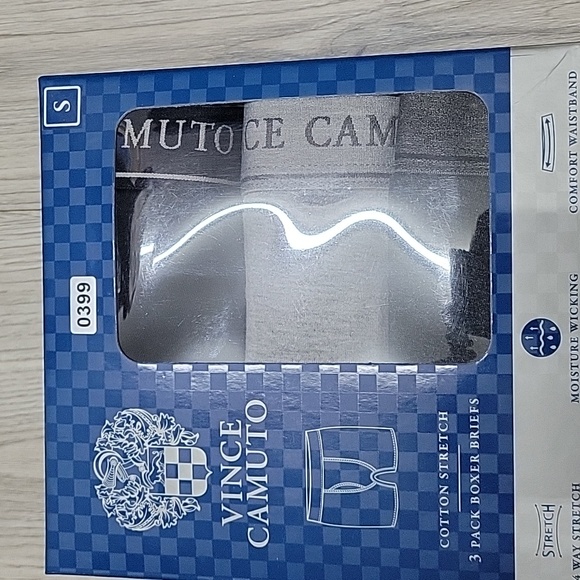 S
0399
MUTO
CE CAM
VINCE
CAMUTO
COTTON STRETCH
3 PACK BOXER BRIEFS
COMFORT WAISTBAND
MOISTURE WICKING
STRETCH
WAY STRETCH